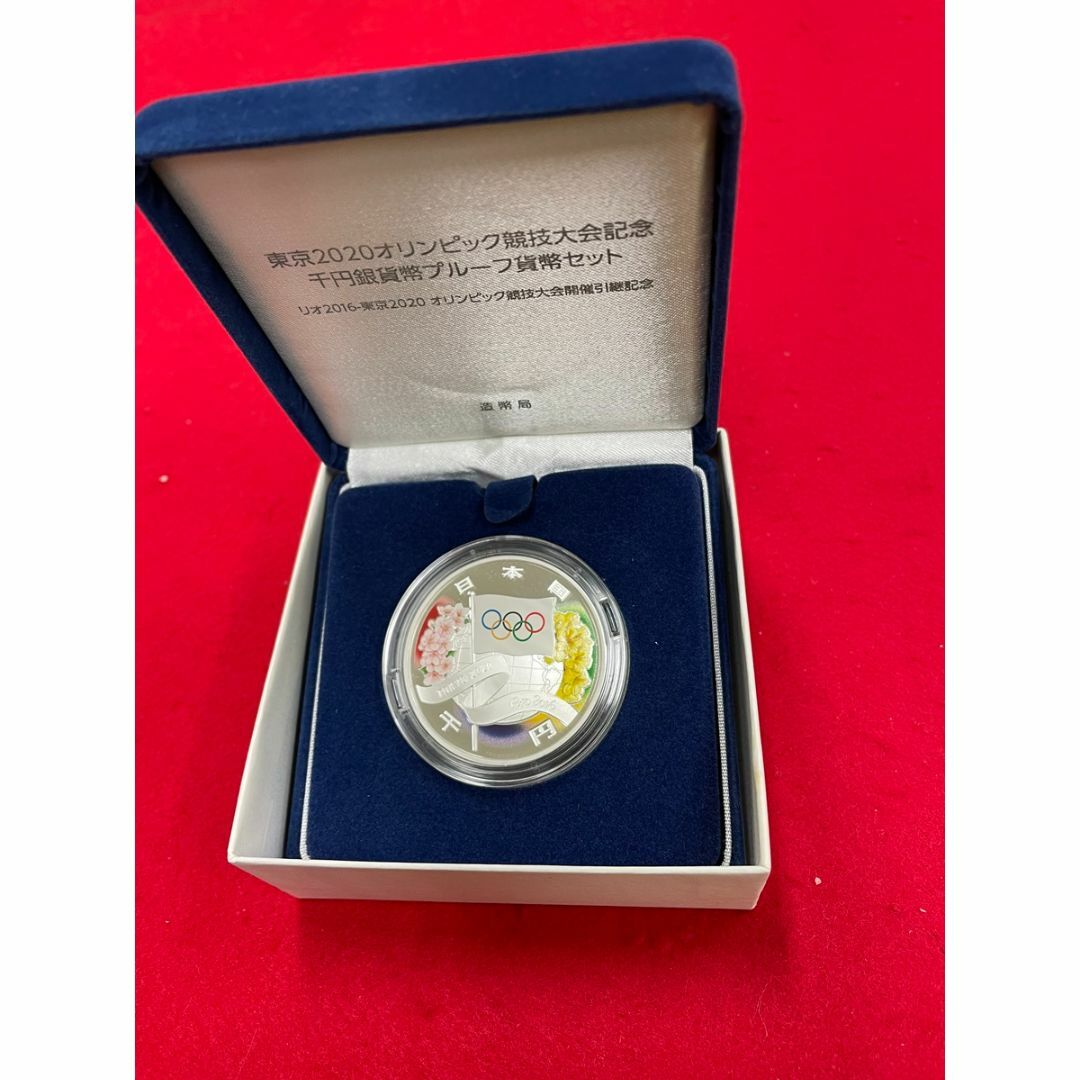 東京2020オリンピック競技大会記念
千円銀貨幣プルーフ貨幣セット
リオ2016-東京2020 オリンピック競技大会開催引継記念
造幣局
日本国
Rio 2016
千円